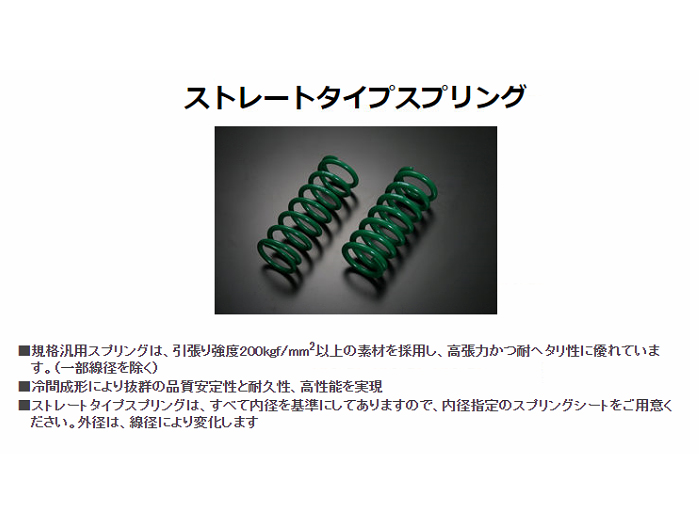 ストレートタイプスプリング
■規格汎用スプリングは、引張り強度200kgf/mm²以上の素材を採用し、高張力かつ耐ヘタリ性に優れていま
す。（一部線径を除く）
■冷間成形により抜群の品質安定性と耐久性、高性能を実現
■ストレートタイプスプリングは、すべて内径を基準にしてありますので、内径指定のスプリングシートをご用意く
ださい。外径は、線径により変化します